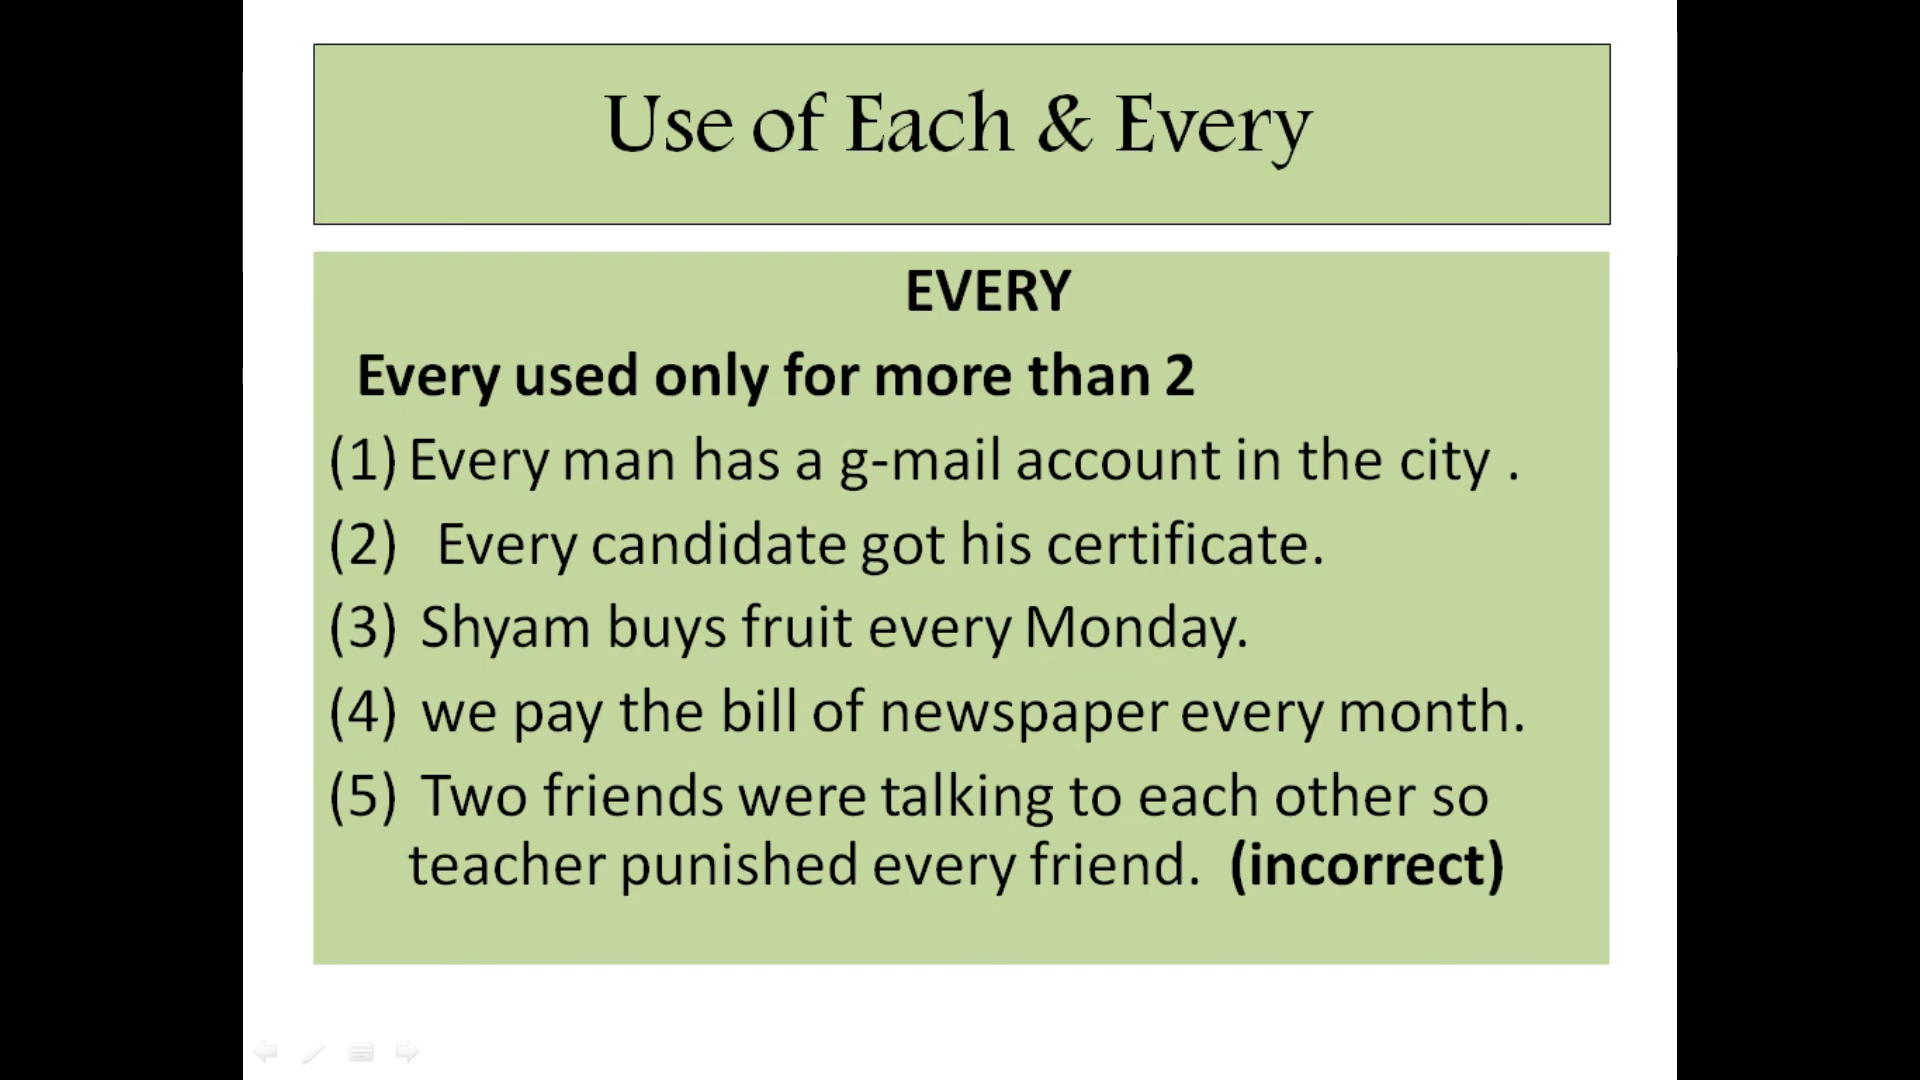 Use of Each & Every
EVERY
Every used only for more than 2
(1) Every man has a g-mail account in the city .
(2) Every candidate got his certificate.
(3) Shyam buys fruit every Monday.
(4) we pay the bill of newspaper every month.
(5) Two friends were talking to each other so
teacher punished every friend. (incorrect)